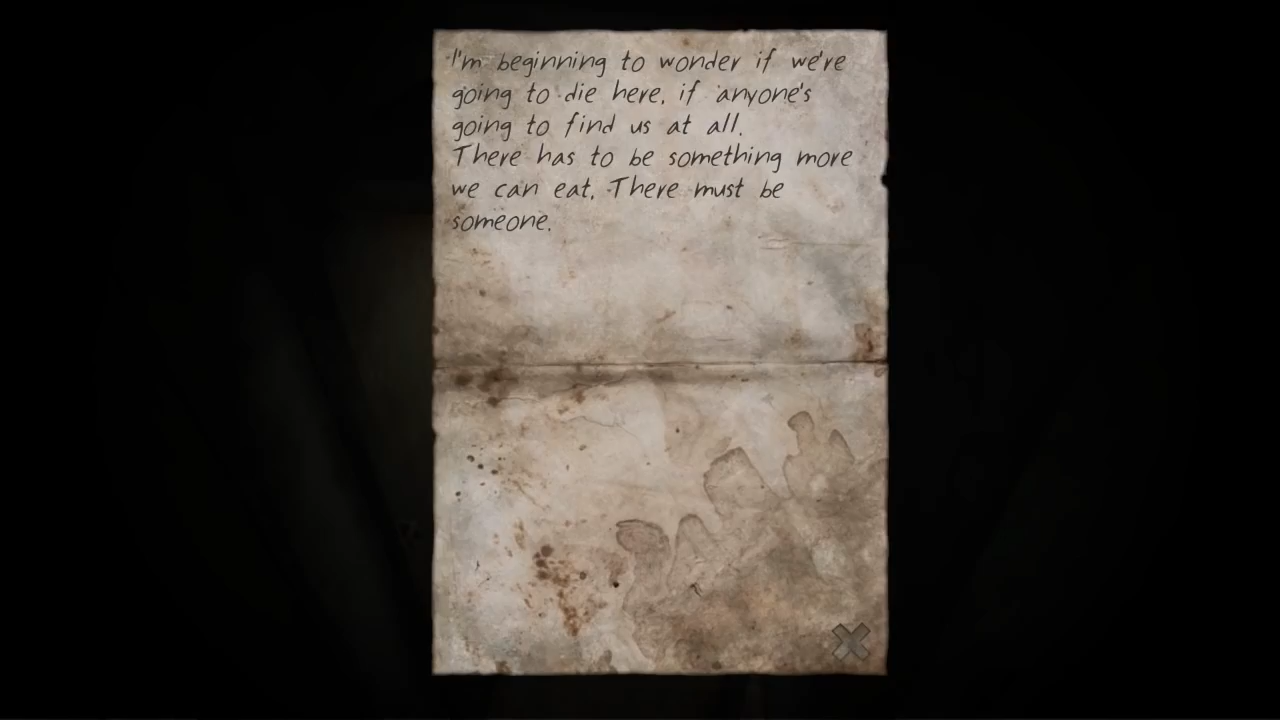 I'm beginning to wonder if we're
going to die here, if anyone's
going to find us at all.
There has to be something more
we can eat. There must be
someone.